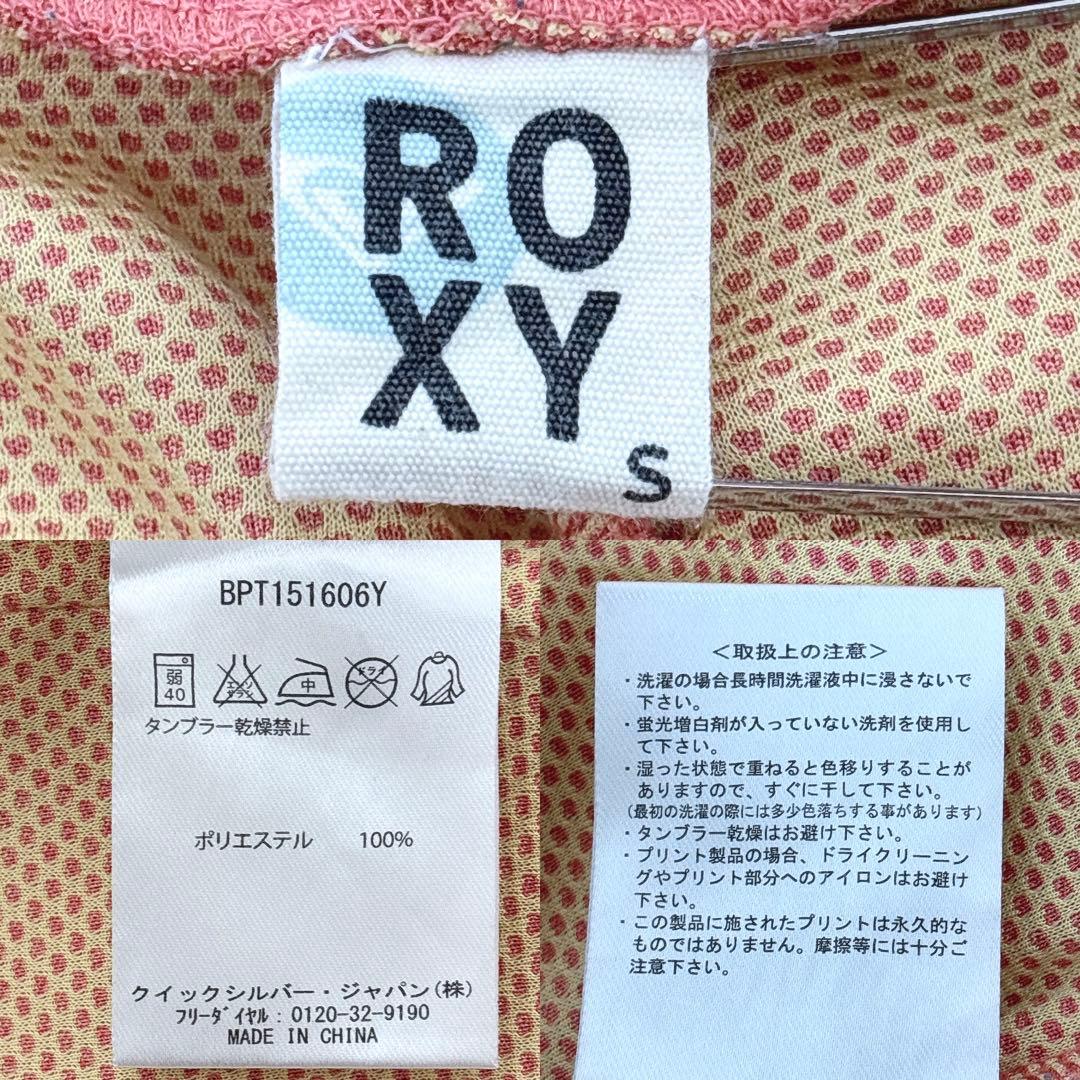 RO
XY
S
BPT151606Y
弱
40
エンソ
サラシ
中
ドライ
タンブラー乾燥禁止
ポリエステル 100%
クイックシルバー・ジャパン(株)
フリーダイヤル:0120-32-9190
MADE IN CHINA
<取扱上の注意>
・洗濯の場合長時間洗濯液中に浸さないで
下さい。
・蛍光増白剤が入っていない洗剤を使用し
て下さい。
・湿った状態で重ねると色移りすることが
ありますので、すぐに干して下さい。
(最初の洗濯の際には多少色落ちする事があります)
・タンブラー乾燥はお避け下さい。
・プリント製品の場合、ドライクリーニン
グやプリント部分へのアイロンはお避け
下さい。
・この製品に施されたプリントは永久的な
ものではありません。摩擦等には十分ご
注意下さい。